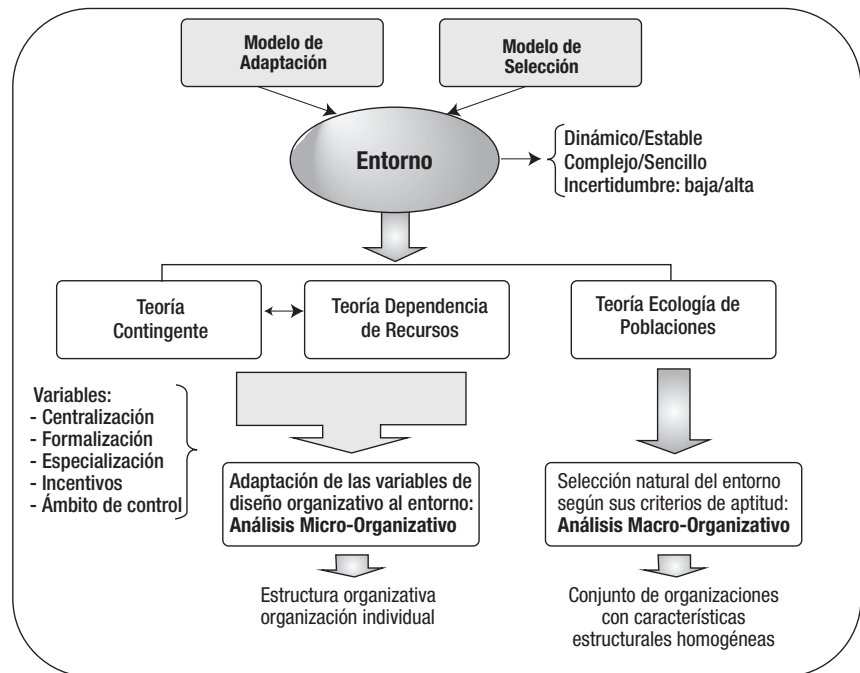 Modelo de
Adaptación
Modelo de
Selección
Entorno
Dinámico/Estable
Complejo/Sencillo
Incertidumbre: baja/alta
Teoría
Contingente
Teoría Dependencia
de Recursos
Teoría Ecología de
Poblaciones
Variables:
- Centralización
- Formalización
- Especialización
- Incentivos
- Ámbito de control
Adaptación de las variables de
diseño organizativo al entorno:
Análisis Micro-Organizativo
Selección natural del entorno
según sus criterios de aptitud:
Análisis Macro-Organizativo
Estructura organizativa
organización individual
Conjunto de organizaciones
con características
estructurales homogéneas